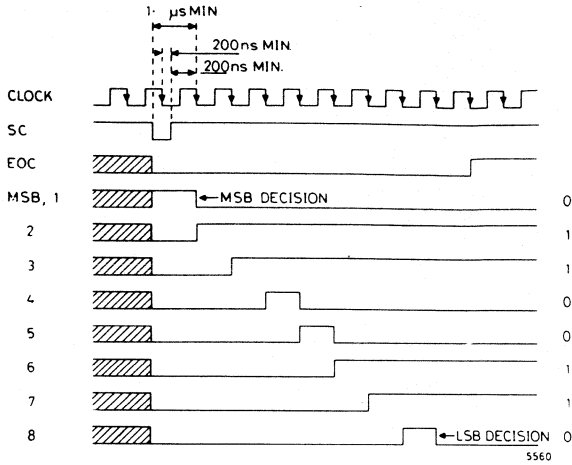 1· µs MIN
200ns MIN.
200ns MIN.
CLOCK
SC
EOC
MSB, 1 ←MSB DECISION 0
2 1
3 1
4 0
5 0
6 1
7 1
8 ←LSB DECISION 0
5560